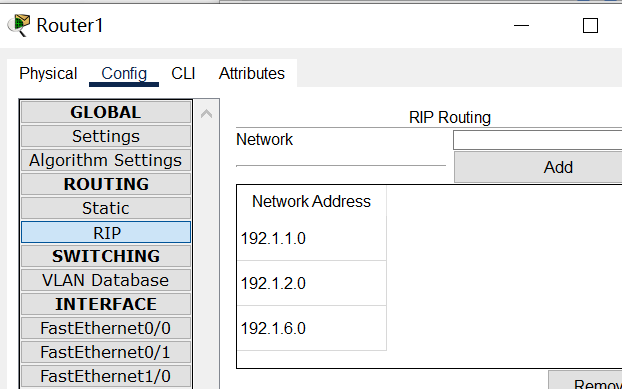 Router1
Physical Config CLI Attributes
GLOBAL
Settings
Algorithm Settings
ROUTING
Static
RIP
SWITCHING
VLAN Database
INTERFACE
FastEthernet0/0
FastEthernet0/1
FastEthernet1/0
RIP Routing
Network
Add
Network Address
192.1.1.0
192.1.2.0
192.1.6.0
Remov